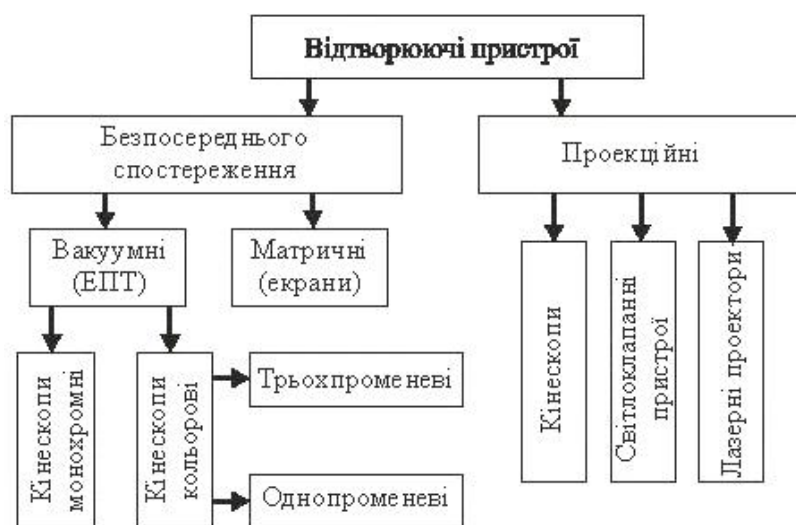 Відтворюючі пристрої
Безпосереднього
спостереження
Проекційні
Вакуумні
(ЕПТ)
Матричні
(екрани)
Кінескопи
Світлоклапанні
пристрої
Лазерні проектори
Кінескопи
монохромні
Кінескопи
кольорові
Трьохпроменеві
Однопроменеві